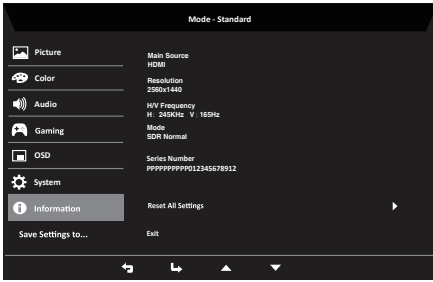 Mode - Standard
Picture
Color
Audio
Gaming
OSD
System
Information
Save Settings to...
Main Source
HDMI
Resolution
2560x1440
H/V Frequency
H: 245KHz V: 165Hz
Mode
SDR Normal
Series Number
PPPPPPPPPP012345678912
Reset All Settings
Exit